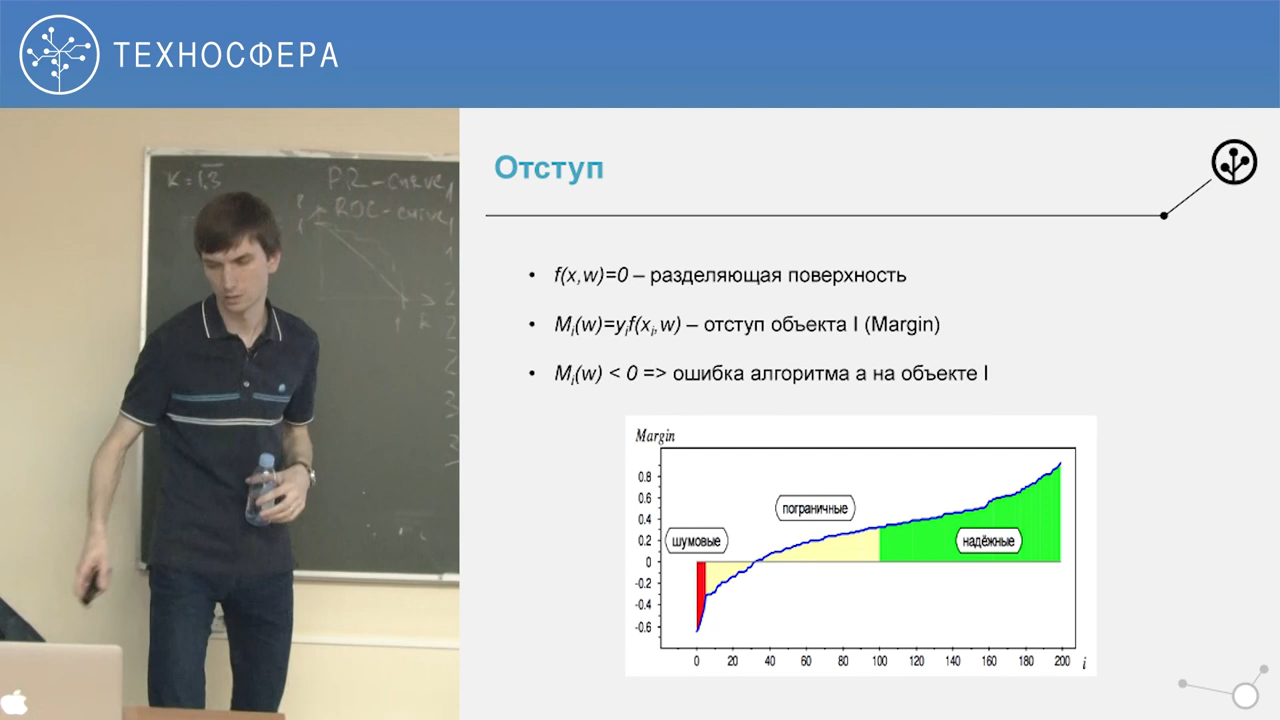 ТЕХНОСФЕРА
K = 1,3
PR-curve
ROC-curve
Отступ
• f(x,w)=0 – разделяющая поверхность
• Mi(w)=yif(xi,w) – отступ объекта I (Margin)
• Mi(w) < 0 => ошибка алгоритма a на объекте I
Margin
0.8
0.6
0.4
0.2
0
-0.2
-0.4
-0.6
шумовые
пограничные
надёжные
0 20 40 60 80 100 120 140 160 180 200 i